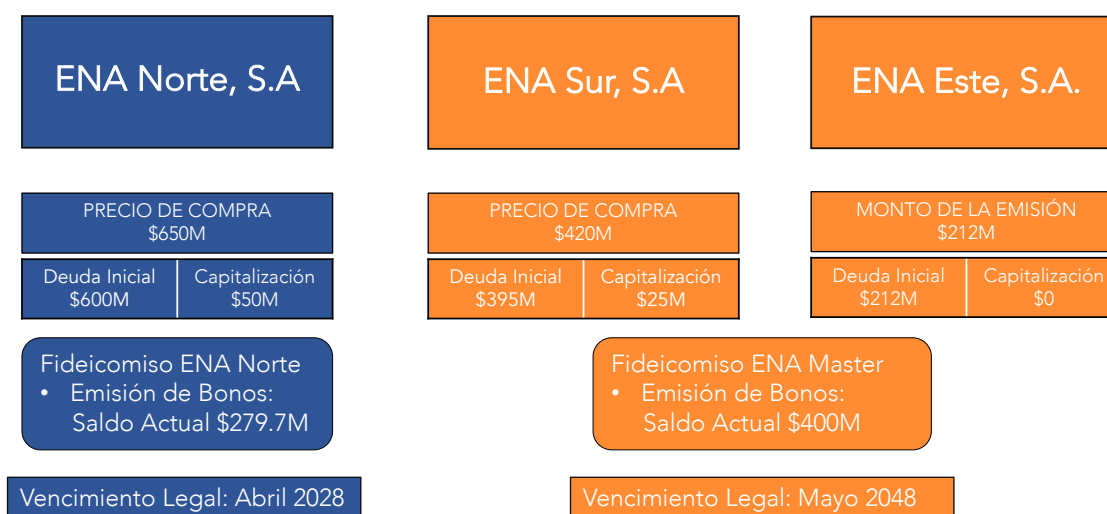 ENA Norte, S.A
ENA Sur, S.A
ENA Este, S.A.
PRECIO DE COMPRA
$650M
Deuda Inicial
$600M
Capitalización
$50M
PRECIO DE COMPRA
$420M
Deuda Inicial
$395M
Capitalización
$25M
MONTO DE LA EMISIÓN
$212M
Deuda Inicial
$212M
Capitalización
$0
Fideicomiso ENA Norte
• Emisión de Bonos:
Saldo Actual $279.7M
Fideicomiso ENA Master
• Emisión de Bonos:
Saldo Actual $400M
Vencimiento Legal: Abril 2028
Vencimiento Legal: Mayo 2048